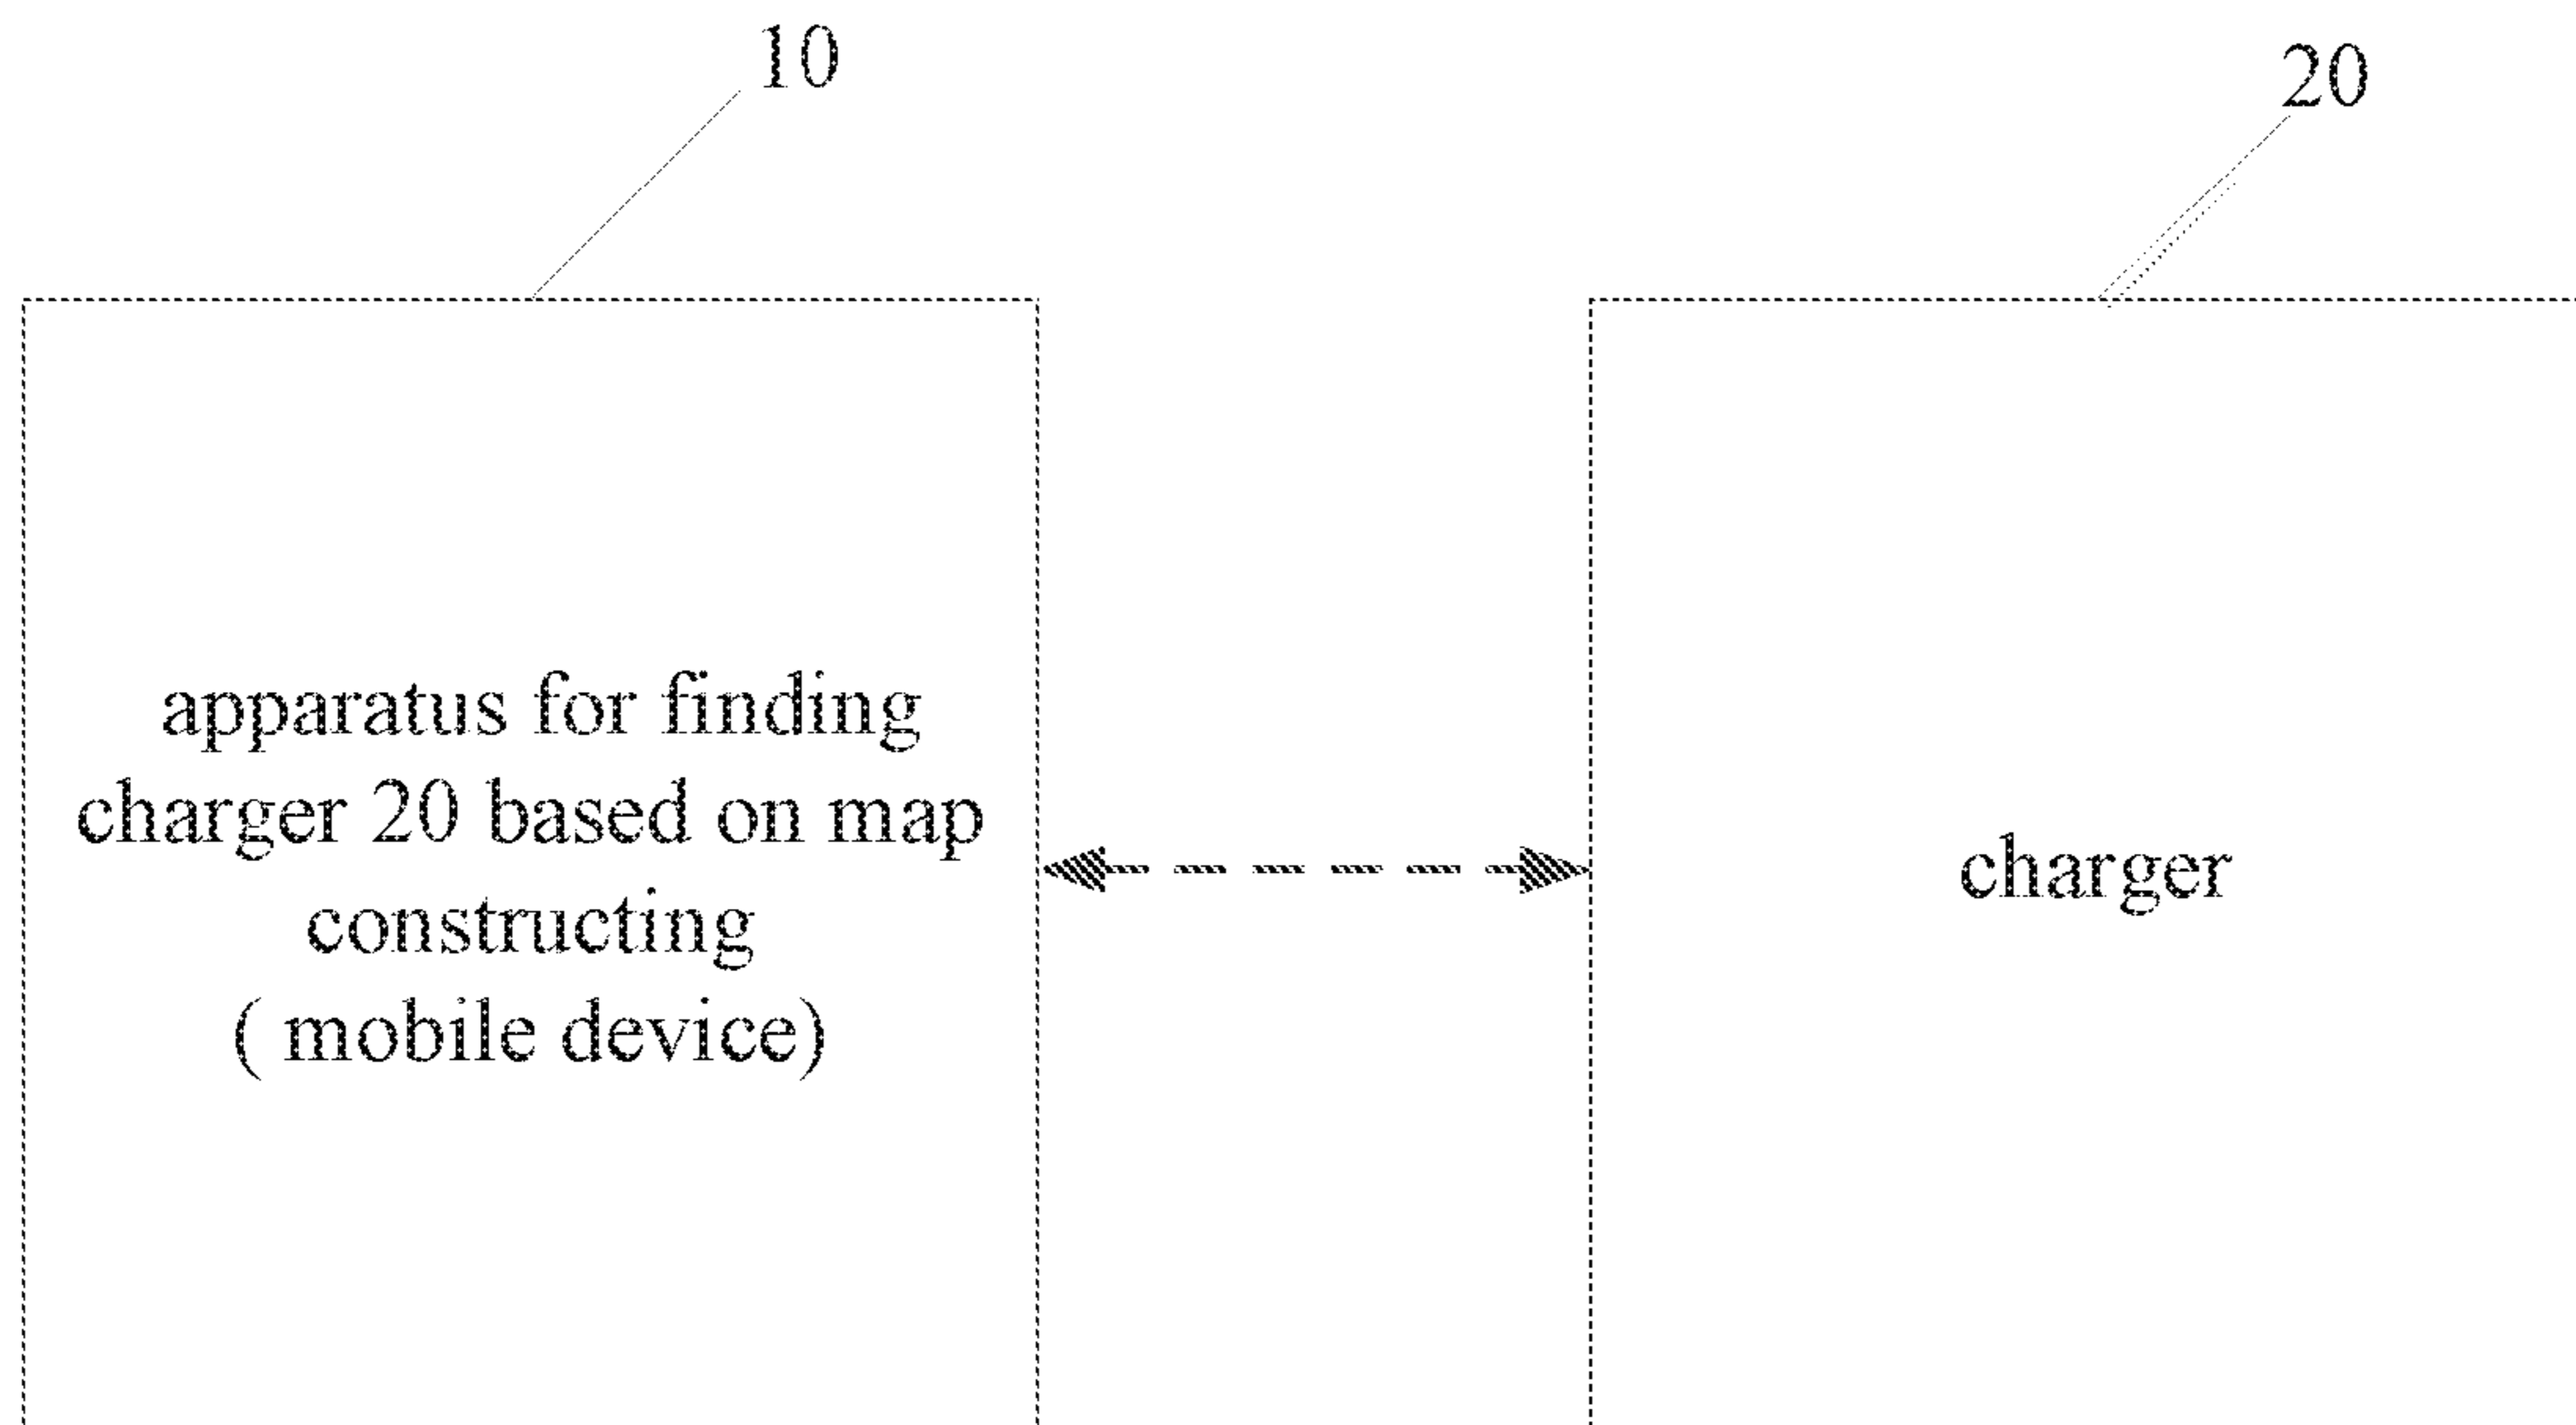 10
20
apparatus for finding
charger 20 based on map
constructing
( mobile device)
charger